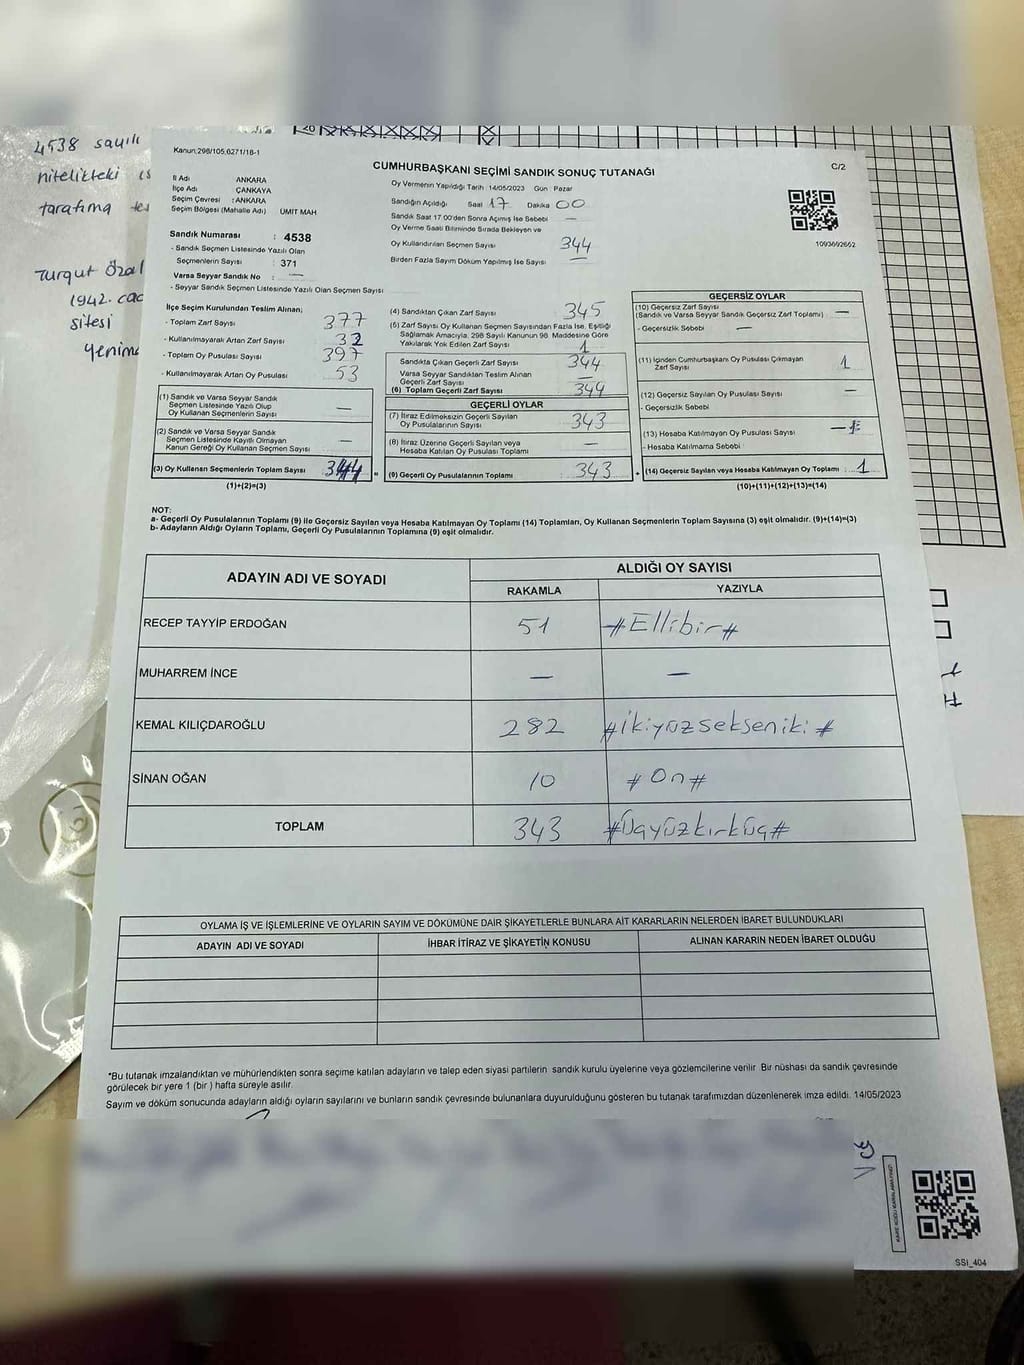 4538 sayılı
nitelikteki
tarafıma
Turgut Özal
1942. cad
sitesi
Kanun,298/105,6271/18-1
CUMHURBAŞKANI SEÇİMİ SANDIK SONUÇ TUTANAĞI
C/2
İl Adı ANKARA
İlçe Adı ÇANKAYA
Seçim Çevresi : ANKARA
Seçim Bölgesi (Mahalle Adı) ÜMİT MAH
Sandık Numarası : 4538
- Sandık Seçmen Listesinde Yazılı Olan
Seçmenlerin Sayısı : 371
Varsa Seyyar Sandık No : —
- Seyyar Sandık Seçmen Listesinde Yazılı Olan Seçmen Sayısı
Oy Vermenin Yapıldığı Tarih :14/05/2023 Gün : Pazar
Sandığın Açıldığı Saat 17 Dakika 00
Sandık Saat 17:00'den Sonra Açılmış İse Sebebi —
Oy Verme Saati Bitiminde Sırada Bekleyen ve
Oy Kullandırılan Seçmen Sayısı 344
Birden Fazla Sayım Döküm Yapılmış İse Sayısı —
1093692662
İlçe Seçim Kurulundan Teslim Alınan;
- Toplam Zarf Sayısı 377
- Kullanılmayarak Artan Zarf Sayısı 32
- Toplam Oy Pusulası Sayısı 397
- Kullanılmayarak Artan Oy Pusulası 53
(1) Sandık ve Varsa Seyyar Sandık
Seçmen Listesinde Yazılı Olup
Oy Kullanan Seçmenlerin Sayısı —
(2) Sandık ve Varsa Seyyar Sandık
Seçmen Listesinde Kayıtlı Olmayan
Kanun Gereği Oy Kullanan Seçmen Sayısı —
(3) Oy Kullanan Seçmenlerin Toplam Sayısı 344 =
(1)+(2)=(3)
(4) Sandıktan Çıkan Zarf Sayısı 345
(5) Zarf Sayısı Oy Kullanan Seçmen Sayısından Fazla İse, Eşitliği
Sağlamak Amacıyla, 298 Sayılı Kanunun 98. Maddesine Göre
Yakılarak Yok Edilen Zarf Sayısı 1
Sandıkta Çıkan Geçerli Zarf Sayısı 344
Varsa Seyyar Sandıktan Teslim Alınan
Geçerli Zarf Sayısı —
(6) Toplam Geçerli Zarf Sayısı 344
GEÇERLİ OYLAR
(7) İtiraz Edilmeksizin Geçerli Sayılan
Oy Pusulalarının Sayısı 343
(8) İtiraz Üzerine Geçerli Sayılan veya
Hesaba Katılan Oy Pusulası Toplamı —
(9) Geçerli Oy Pusulalarının Toplamı 343 +
GEÇERSİZ OYLAR
(10) Geçersiz Zarf Sayısı
(Sandık ve Varsa Seyyar Sandık Geçersiz Zarf Toplamı) —
- Geçersizlik Sebebi —
(11) İçinden Cumhurbaşkanı Oy Pusulası Çıkmayan
Zarf Sayısı 1
(12) Geçersiz Sayılan Oy Pusulası Sayısı —
- Geçersizlik Sebebi
(13) Hesaba Katılmayan Oy Pusulası Sayısı —
- Hesaba Katılmama Sebebi
(14) Geçersiz Sayılan veya Hesaba Katılmayan Oy Toplamı 1
(10)+(11)+(12)+(13)=(14)
NOT:
a- Geçerli Oy Pusulalarının Toplamı (9) ile Geçersiz Sayılan veya Hesaba Katılmayan Oy Toplamı (14) Toplamları, Oy Kullanan Seçmenlerin Toplam Sayısına (3) eşit olmalıdır. (9)+(14)=(3)
b- Adayların Aldığı Oyların Toplamı, Geçerli Oy Pusulalarının Toplamına (9) eşit olmalıdır.
ADAYIN ADI VE SOYADI
ALDIĞI OY SAYISI
RAKAMLA YAZIYLA
RECEP TAYYİP ERDOĞAN 51 #Ellibir#
MUHARREM İNCE — —
KEMAL KILIÇDAROĞLU 282 #ikiyüzsekseniki#
SİNAN OĞAN 10 #On#
TOPLAM 343 #Üçyüzkırküç#
OYLAMA İŞ VE İŞLEMLERİNE VE OYLARIN SAYIM VE DÖKÜMÜNE DAİR ŞİKAYETLERLE BUNLARA AİT KARARLARIN NELERDEN İBARET BULUNDUKLARI
ADAYIN ADI VE SOYADI İHBAR İTİRAZ VE ŞİKAYETİN KONUSU ALINAN KARARIN NEDEN İBARET OLDUĞU
*Bu tutanak imzalandıktan ve mühürlendikten sonra seçime katılan adayların ve talep eden siyasi partilerin sandık kurulu üyelerine veya gözlemcilerine verilir. Bir nüshası da sandık çevresinde
görülecek bir yere 1 (bir ) hafta süreyle asılır.
Sayım ve döküm sonucunda adayların aldığı oyların sayılarını ve bunların sandık çevresinde bulunanlara duyurulduğunu gösteren bu tutanak tarafımızdan düzenlenerek imza edildi. 14/05/2023
SSİ_404